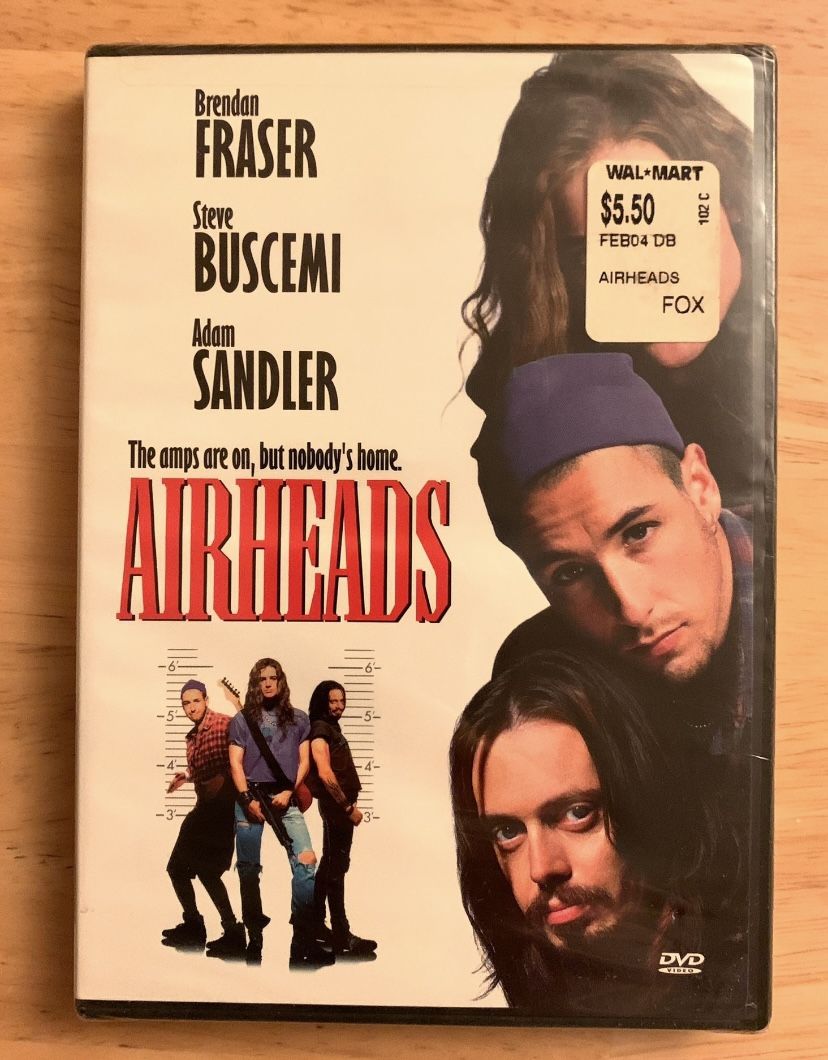 Brendan
FRASER
Steve
BUSCEMI
Adam
SANDLER
The amps are on, but nobody's home.
AIRHEADS
WAL★MART
$5.50
102 C
FEB04 DB
AIRHEADS
FOX
-6'- -6'-
-5'- -5'-
-4'- -4'-
-3'- -3'-
DVD
VIDEO